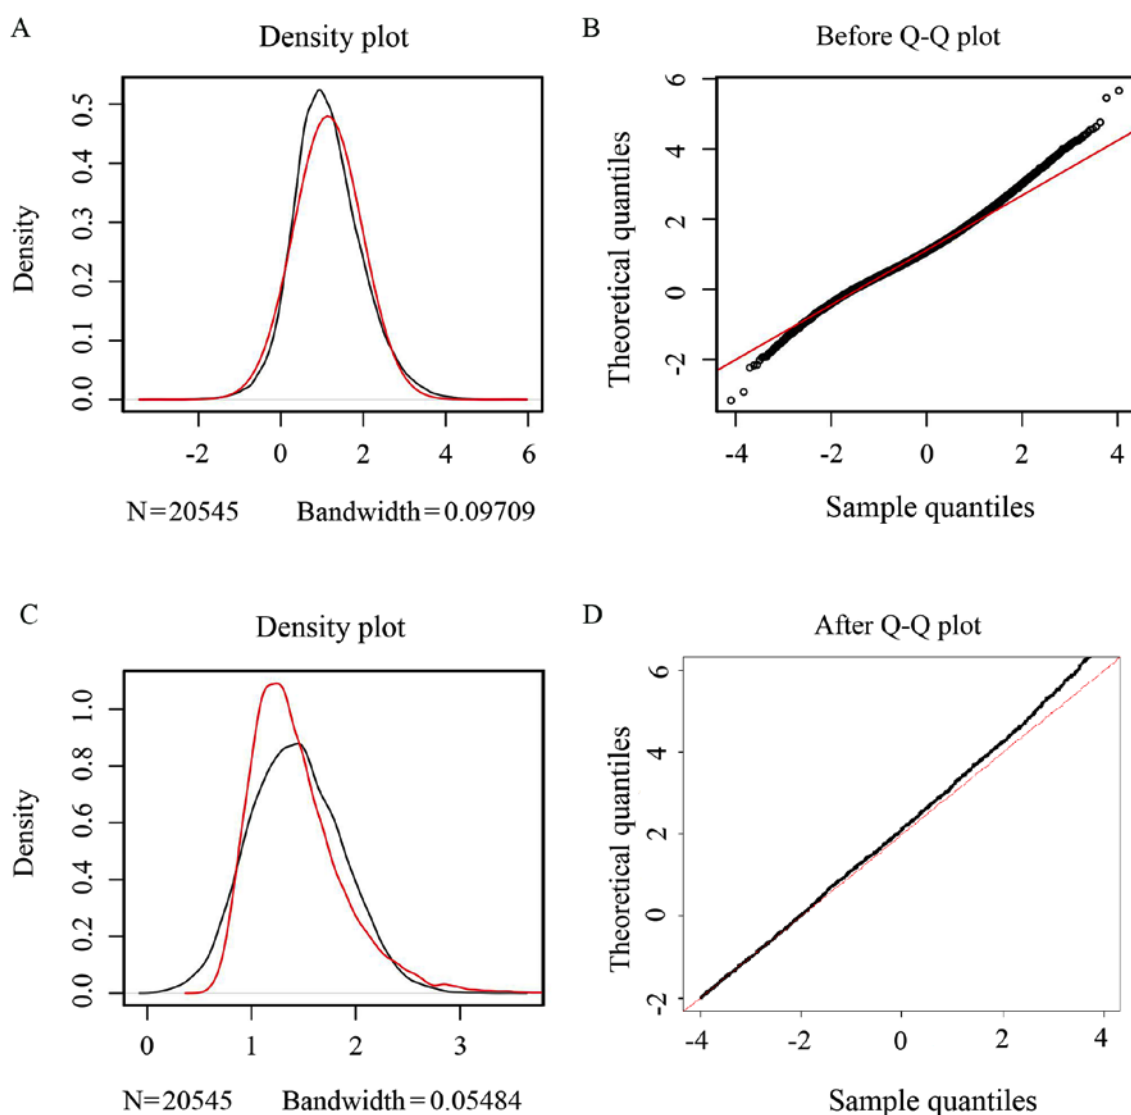 A
Density plot
Density
0.0 0.1 0.2 0.3 0.4 0.5
-2 0 2 4 6
N=20545 Bandwidth=0.09709
B
Before Q-Q plot
Theoretical quantiles
-2 0 2 4 6
-4 -2 0 2 4
Sample quantiles
C
Density plot
Density
0.0 0.2 0.4 0.6 0.8 1.0
0 1 2 3
N=20545 Bandwidth=0.05484
D
After Q-Q plot
Theoretical quantiles
-2 0 2 4 6
-4 -2 0 2 4
Sample quantiles